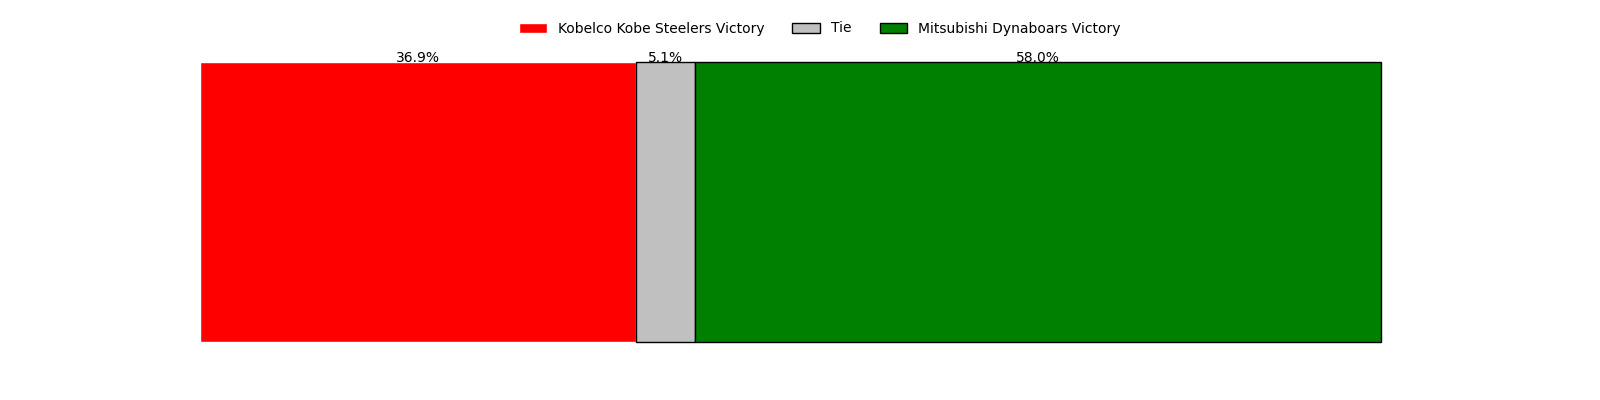 Kobelco Kobe Steelers Victory Tie Mitsubishi Dynaboars Victory
36.9% 5.1% 58.0%